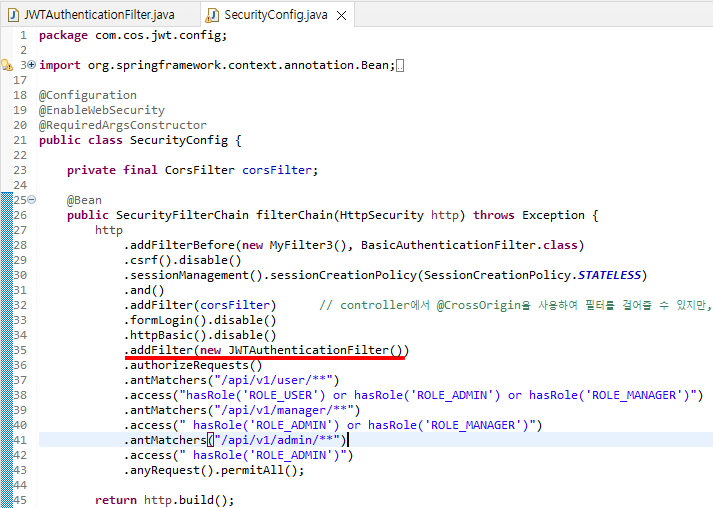 JWTAuthenticationFilter.java SecurityConfig.java
1 package com.cos.jwt.config;
2
3 import org.springframework.context.annotation.Bean;
17
18 @Configuration
19 @EnableWebSecurity
20 @RequiredArgsConstructor
21 public class SecurityConfig {
22
23 private final CorsFilter corsFilter;
24
25 @Bean
26 public SecurityFilterChain filterChain(HttpSecurity http) throws Exception {
27 http
28 .addFilterBefore(new MyFilter3(), BasicAuthenticationFilter.class)
29 .csrf().disable()
30 .sessionManagement().sessionCreationPolicy(SessionCreationPolicy.STATELESS)
31 .and()
32 .addFilter(corsFilter) // controller에서 @CrossOrigin을 사용하여 필터를 걸어줄 수 있지만,
33 .formLogin().disable()
34 .httpBasic().disable()
35 .addFilter(new JWTAuthenticationFilter())
36 .authorizeRequests()
37 .antMatchers("/api/v1/user/**")
38 .access("hasRole('ROLE_USER') or hasRole('ROLE_ADMIN') or hasRole('ROLE_MANAGER')")
39 .antMatchers("/api/v1/manager/**")
40 .access(" hasRole('ROLE_ADMIN') or hasRole('ROLE_MANAGER')")
41 .antMatchers("/api/v1/admin/**")
42 .access(" hasRole('ROLE_ADMIN')")
43 .anyRequest().permitAll();
44
45 return http.build();